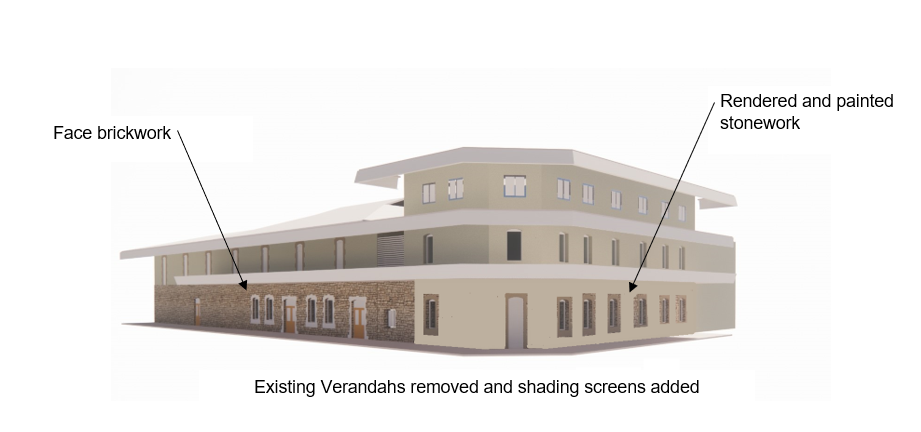 Rendered and painted
stonework
Face brickwork
Existing Verandahs removed and shading screens added